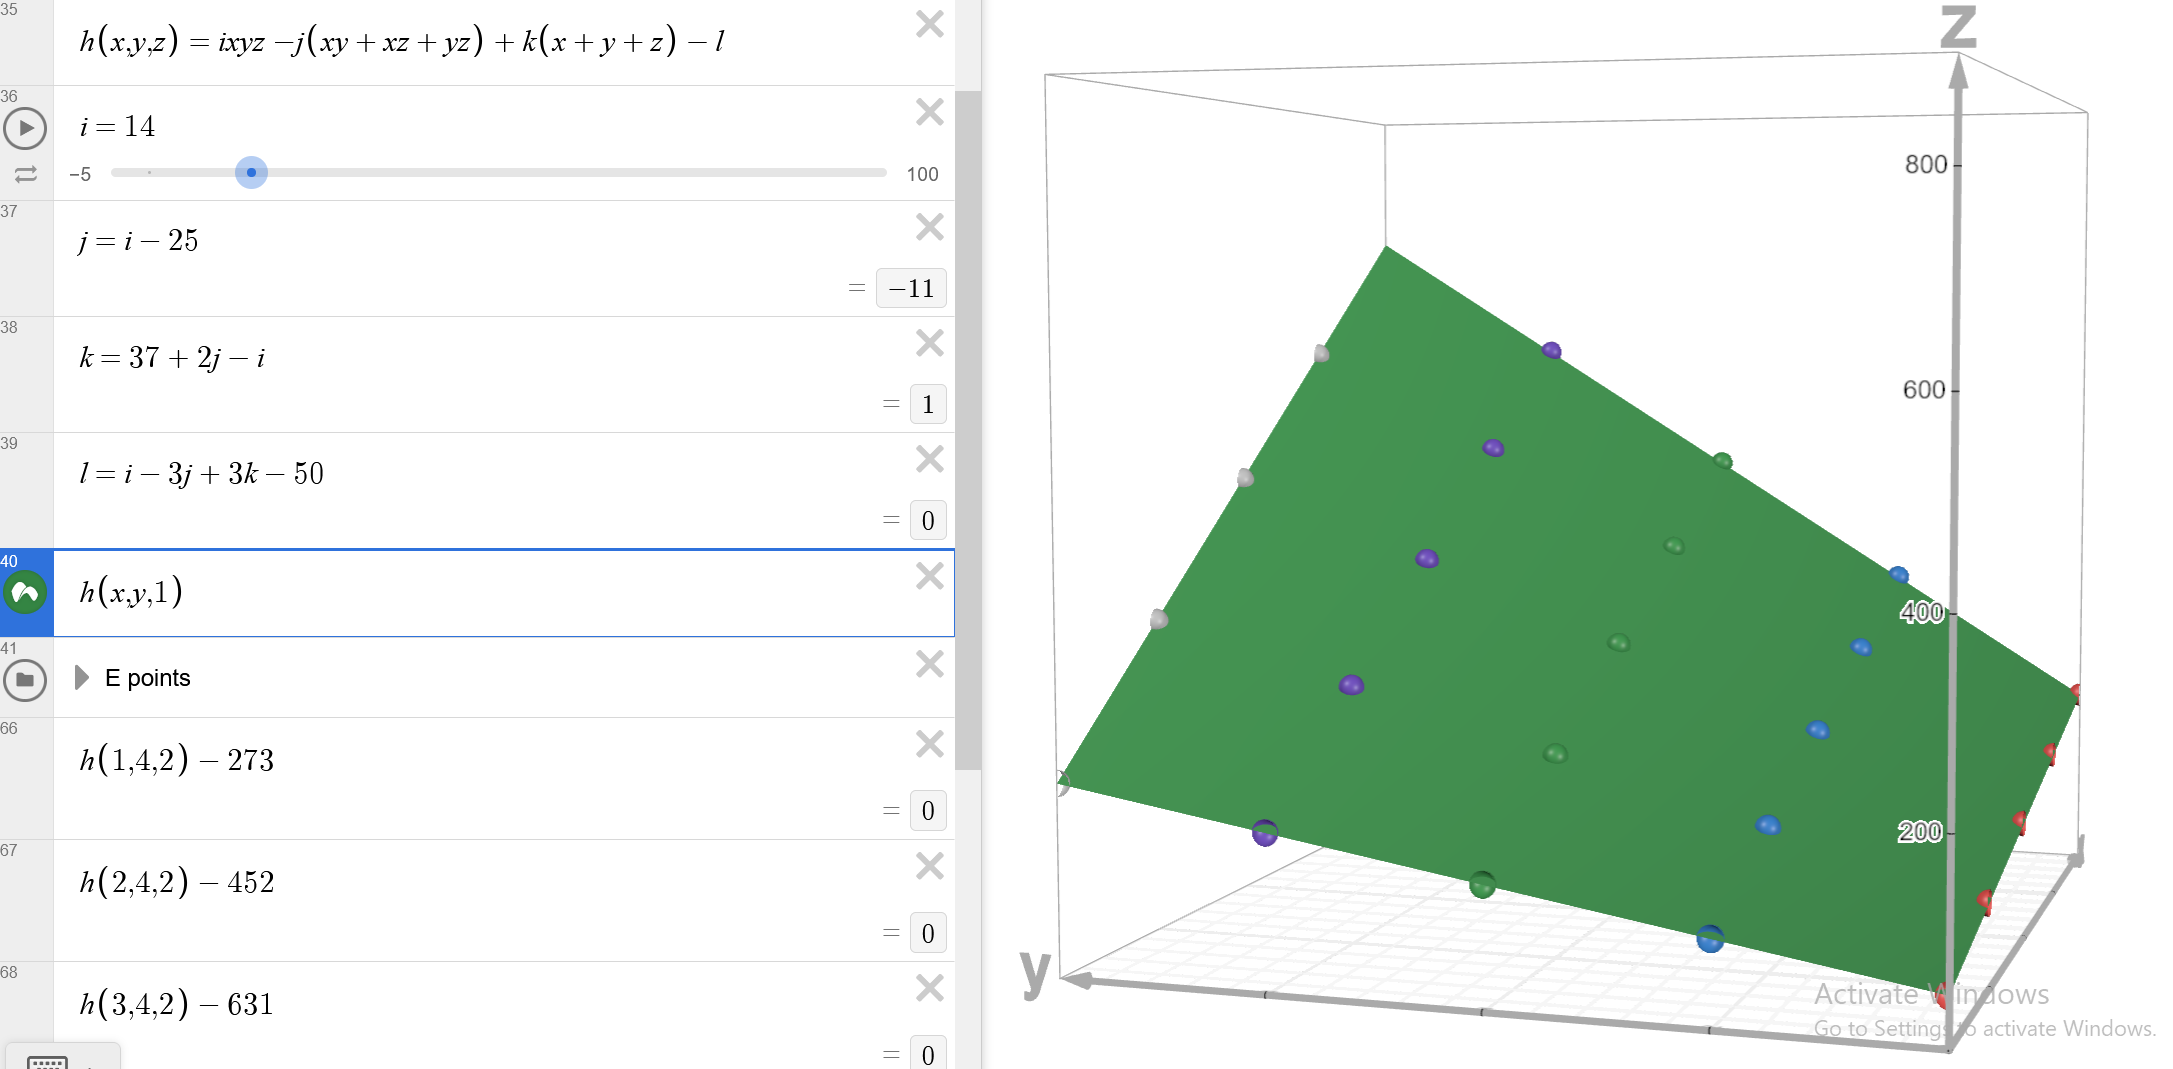 35
h(x,y,z) = ixyz −j(xy + xz + yz) + k(x + y + z) − l
36
i = 14
−5
100
37
j = i − 25
= −11
38
k = 37 + 2j − i
= 1
39
l = i − 3j + 3k − 50
= 0
40
h(x,y,1)
41
E points
66
h(1,4,2) − 273
= 0
67
h(2,4,2) − 452
= 0
68
h(3,4,2) − 631
= 0
z
800
600
400
200
y
Activate Windows
Go to Settings to activate Windows.